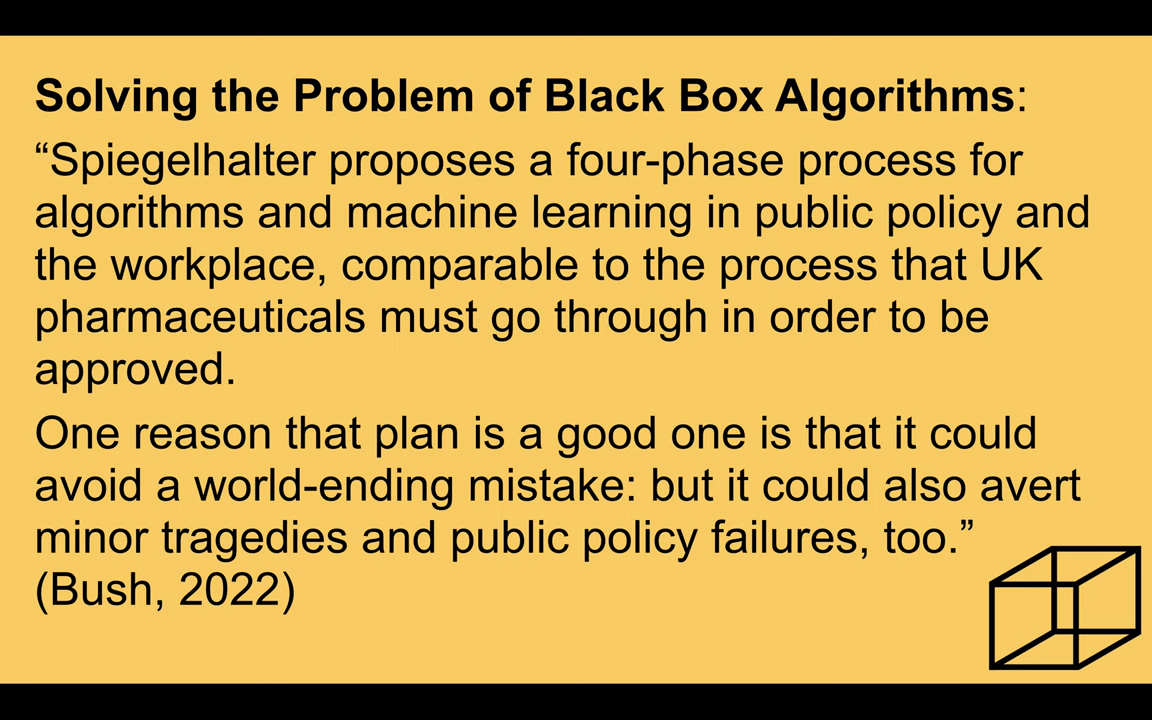 Solving the Problem of Black Box Algorithms:
“Spiegelhalter proposes a four-phase process for
algorithms and machine learning in public policy and
the workplace, comparable to the process that UK
pharmaceuticals must go through in order to be
approved.
One reason that plan is a good one is that it could
avoid a world-ending mistake: but it could also avert
minor tragedies and public policy failures, too.”
(Bush, 2022)